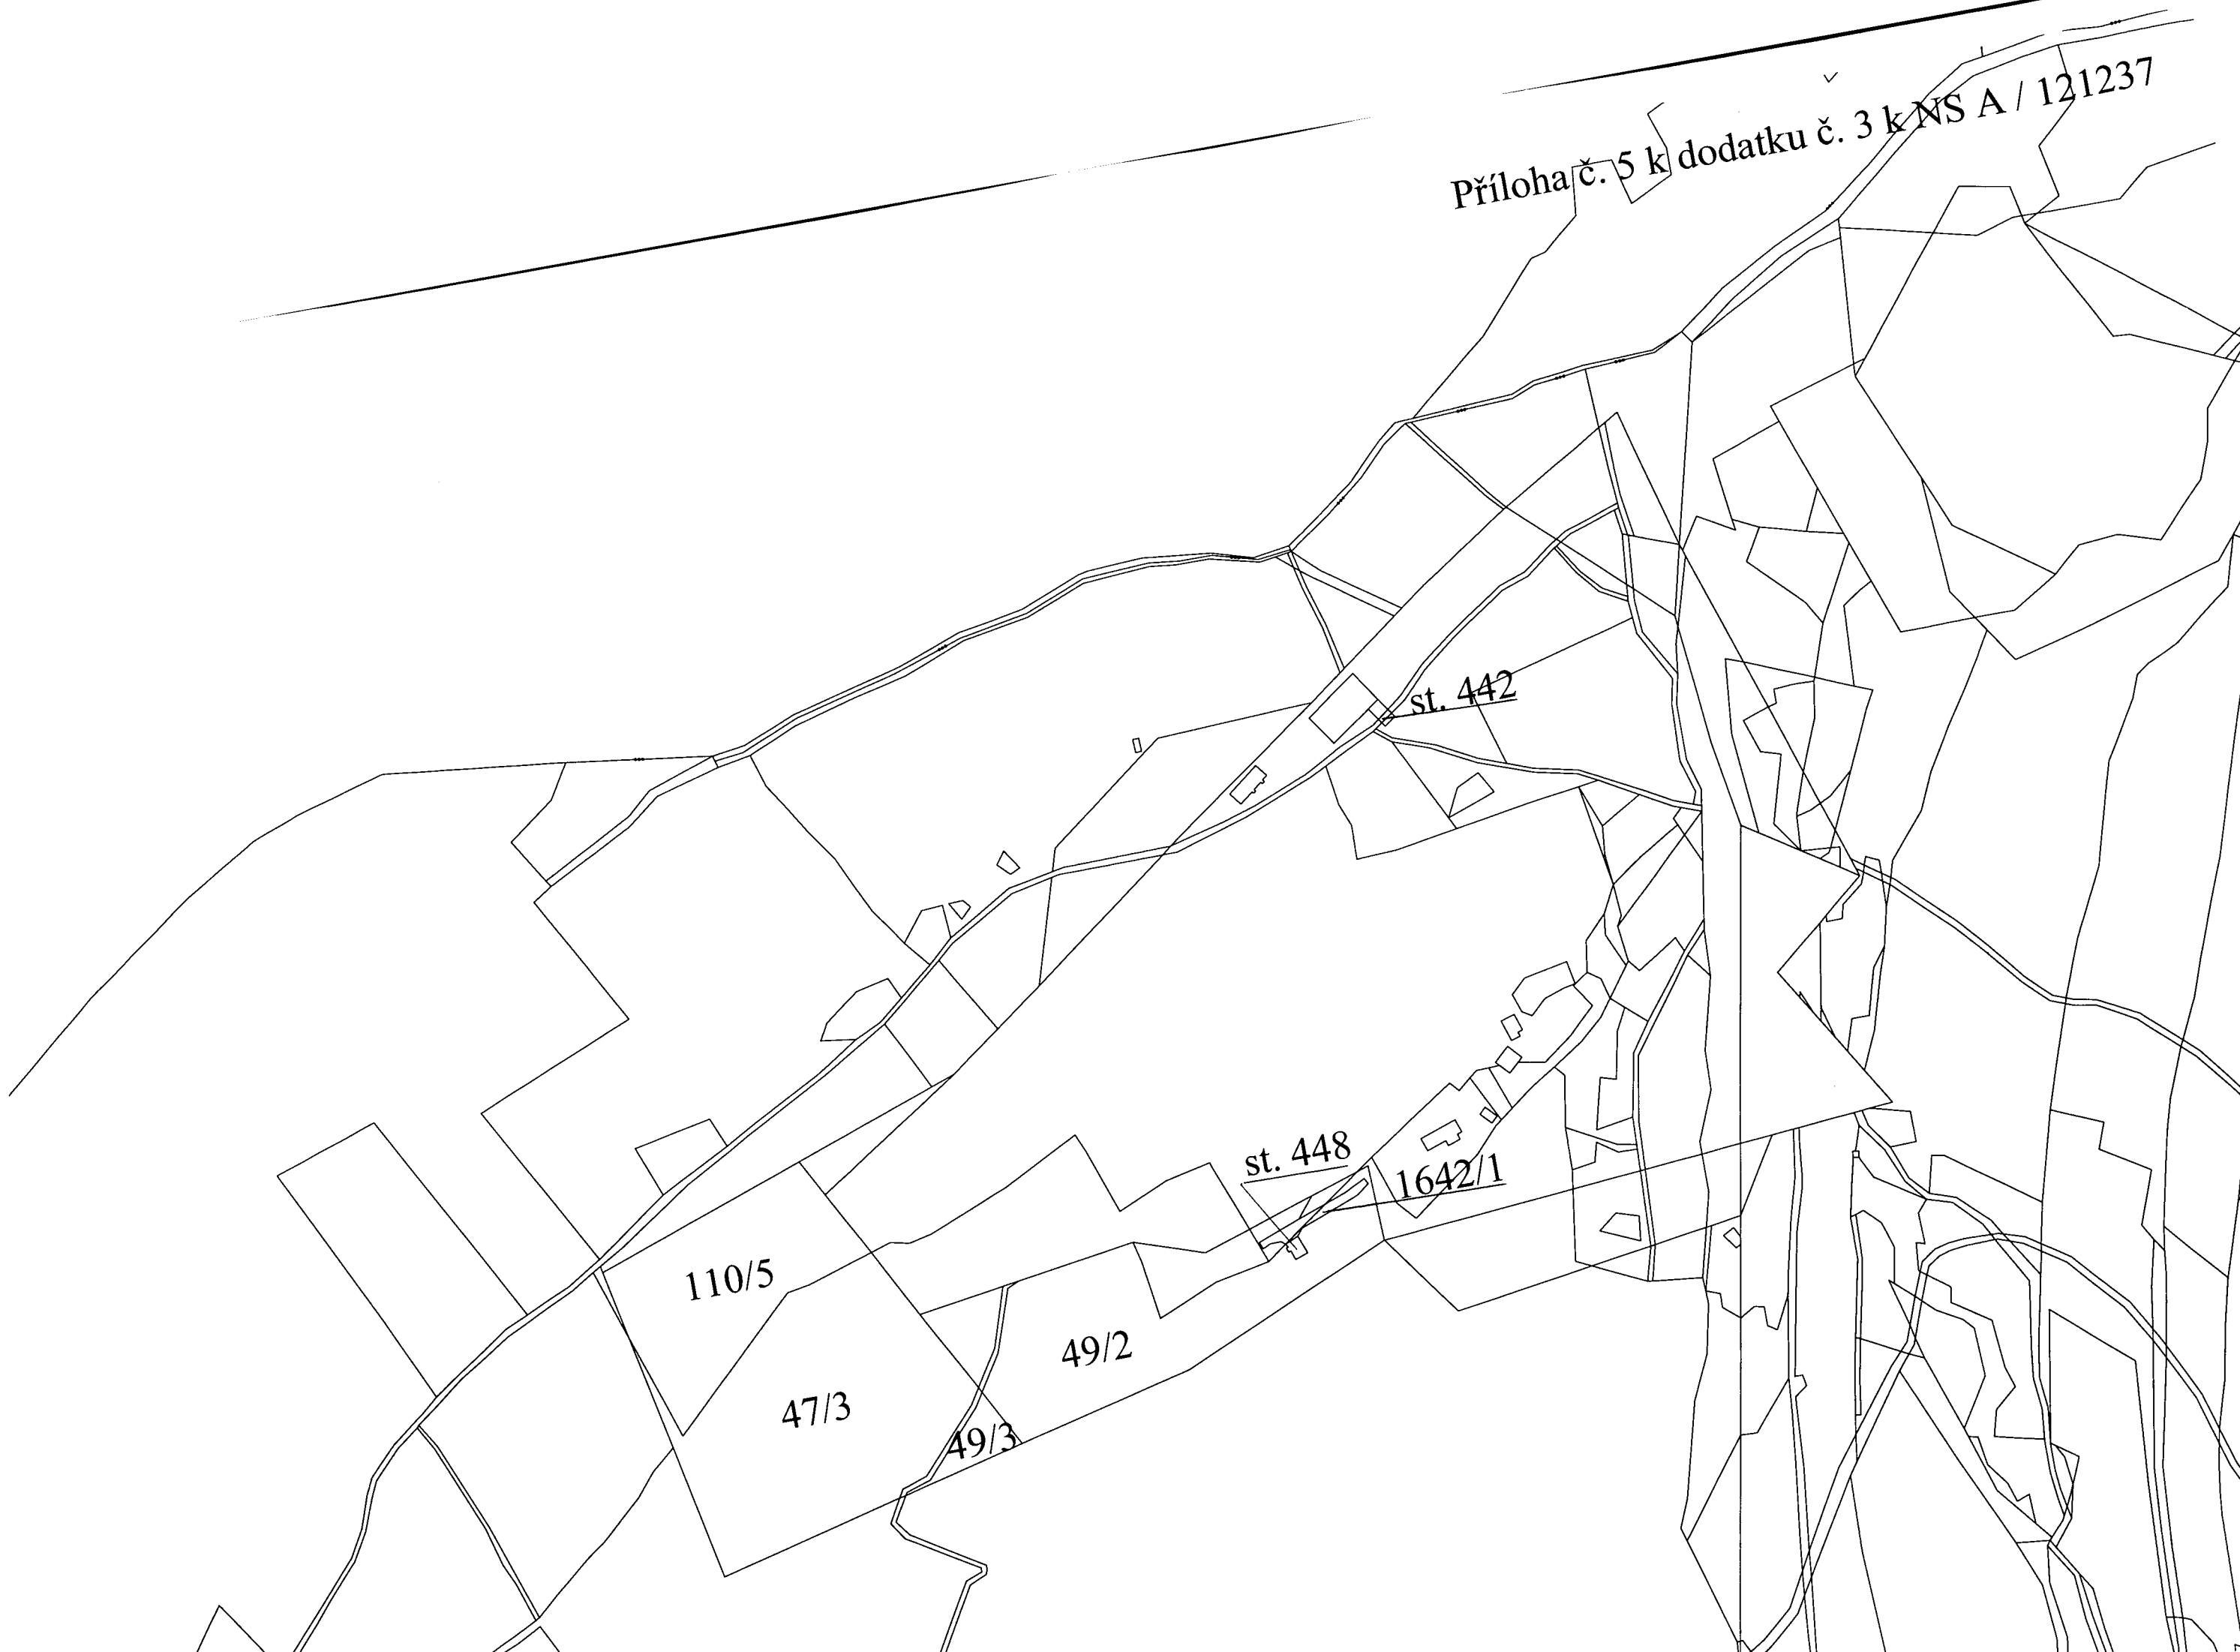 Příloha č. 5 k dodatku č. 3 k NS A / 121237
st. 442
st. 448
1642/1
110/5
49/2
47/3
49/3